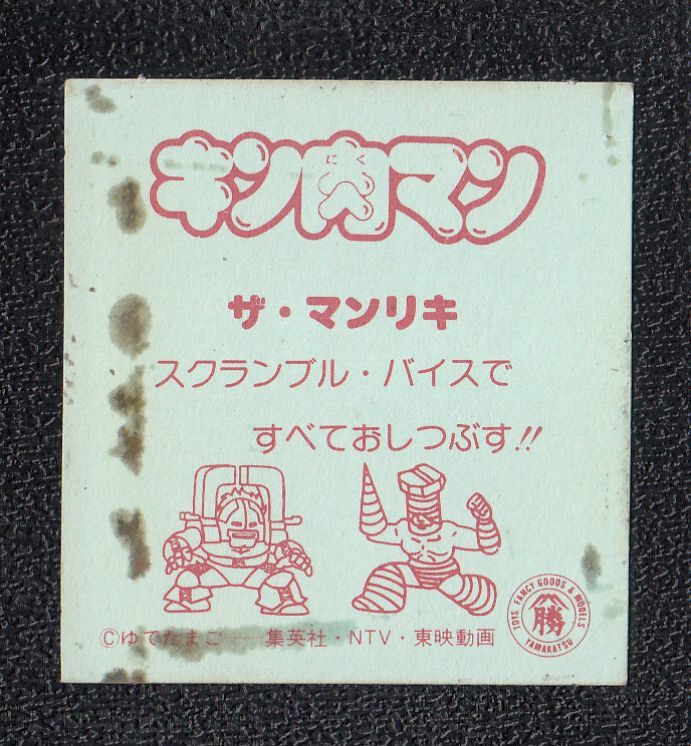 キン肉マン
にく
ザ・マンリキ
スクランブル・バイスで
すべておしつぶす!!
©ゆでたまご — 集英社・NTV・東映動画
TOYS FANCY GOODS & MODELS
勝
YAMAKATSU